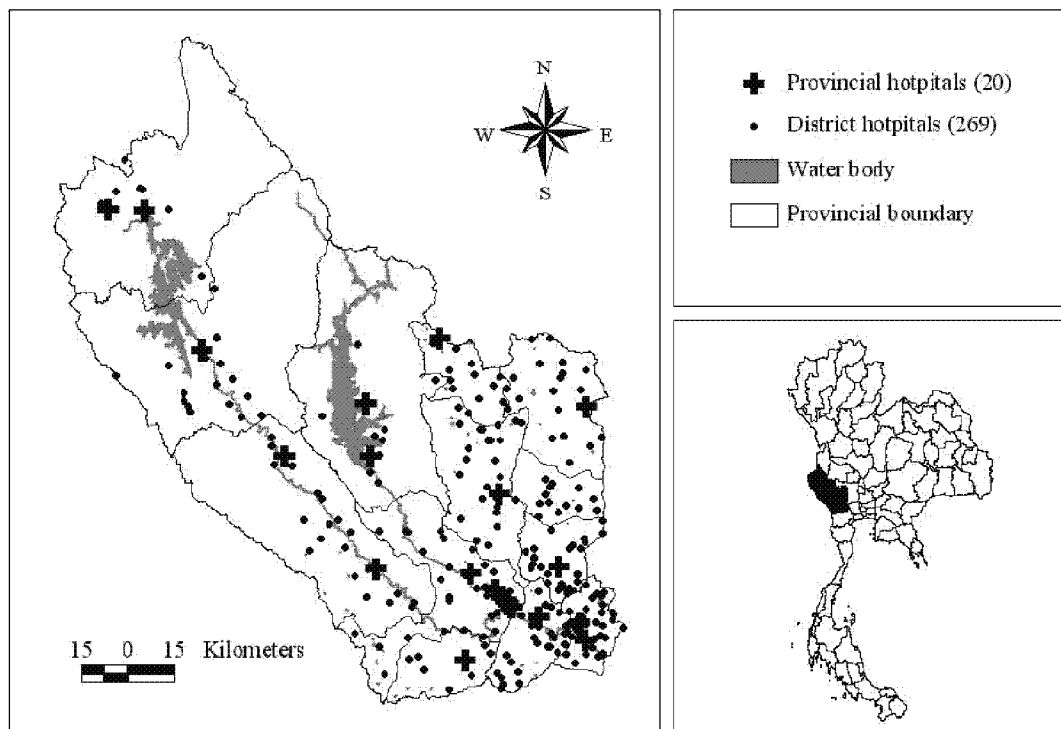 N
W E
S
15 0 15 Kilometers
Provincial hotpitals (20)
District hotpitals (269)
Water body
Provincial boundary